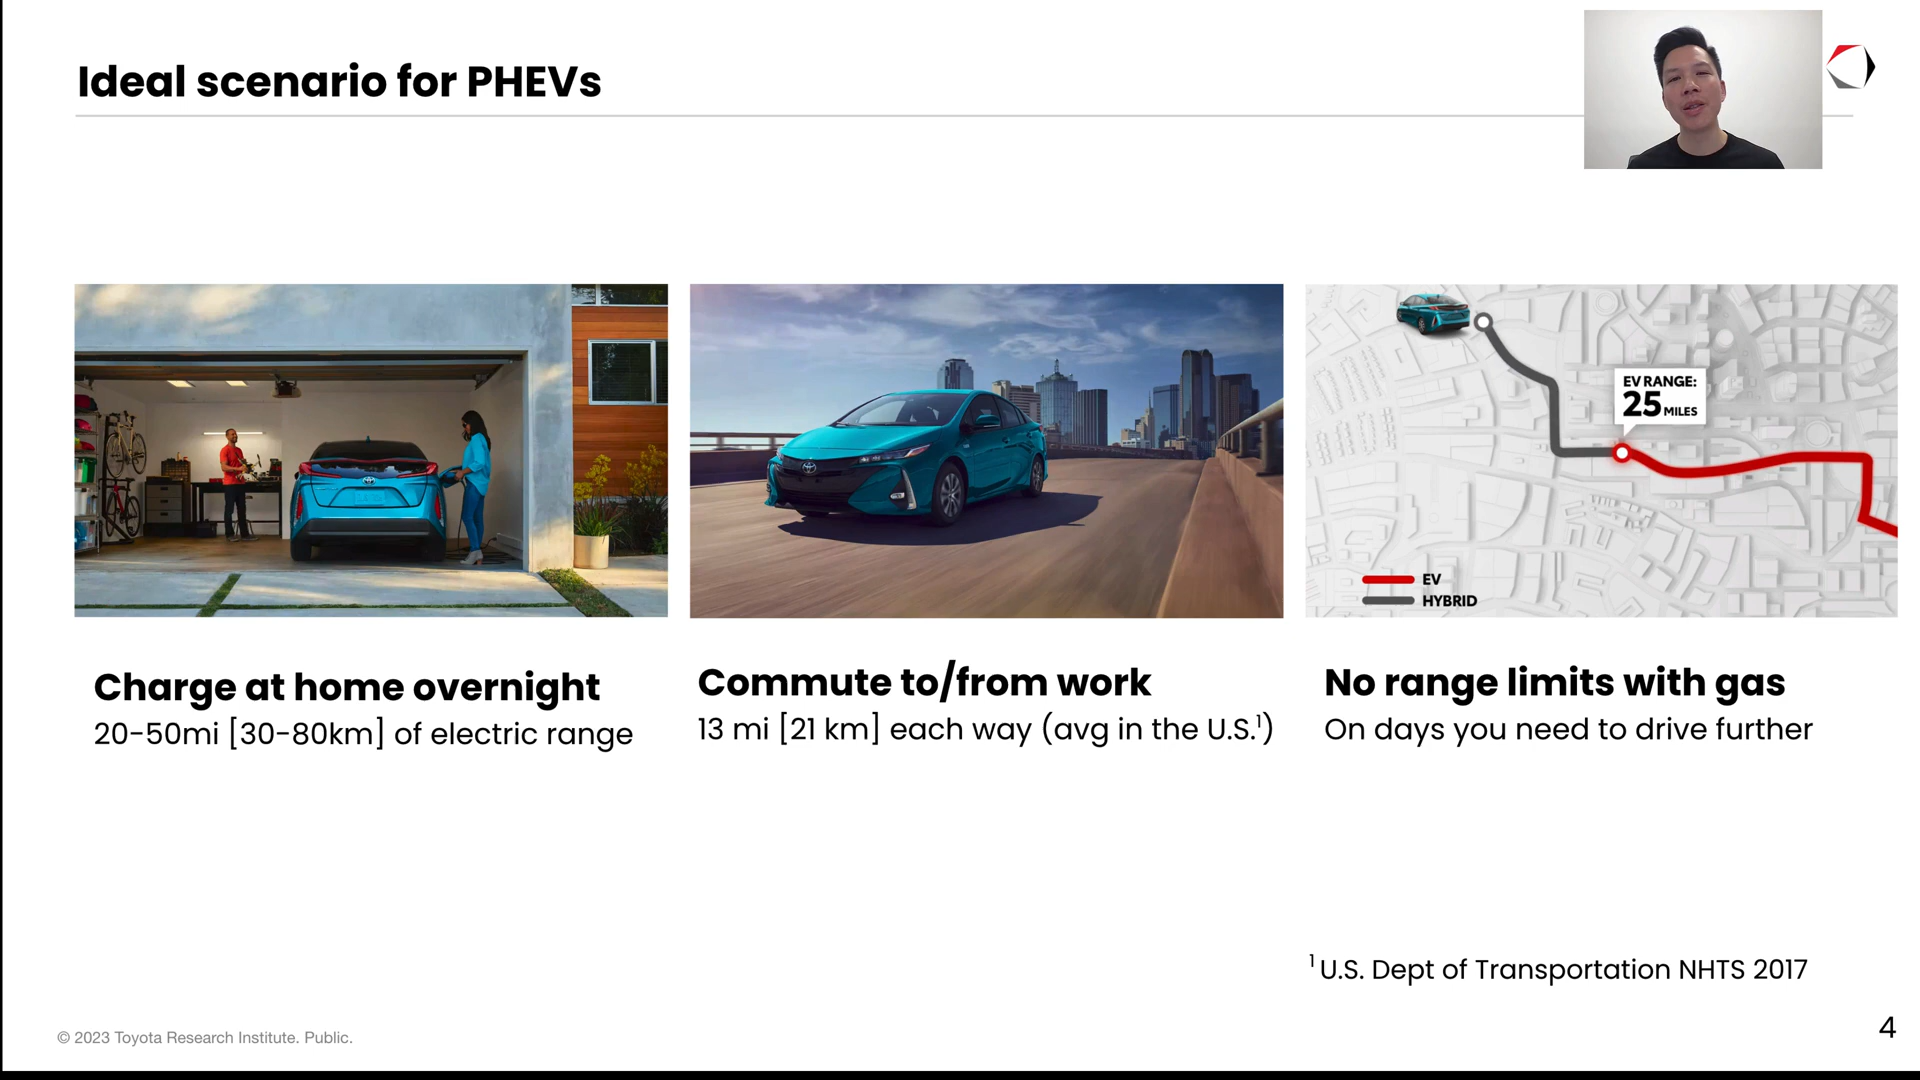 Ideal scenario for PHEVs
EV RANGE:
25 MILES
EV
HYBRID
Charge at home overnight
20-50mi [30-80km] of electric range
Commute to/from work
13 mi [21 km] each way (avg in the U.S.¹)
No range limits with gas
On days you need to drive further
¹ U.S. Dept of Transportation NHTS 2017
© 2023 Toyota Research Institute. Public.
4